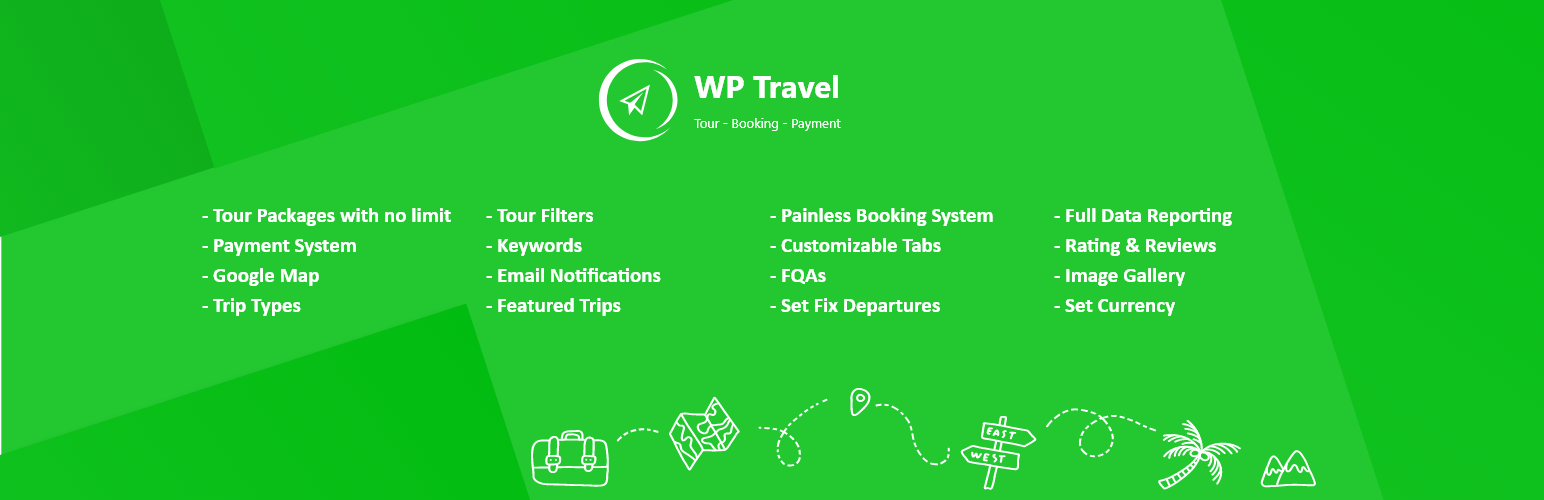 WP Travel
Tour - Booking - Payment
- Tour Packages with no limit
- Payment System
- Google Map
- Trip Types
- Tour Filters
- Keywords
- Email Notifications
- Featured Trips
- Painless Booking System
- Customizable Tabs
- FQAs
- Set Fix Departures
- Full Data Reporting
- Rating & Reviews
- Image Gallery
- Set Currency
EAST
WEST